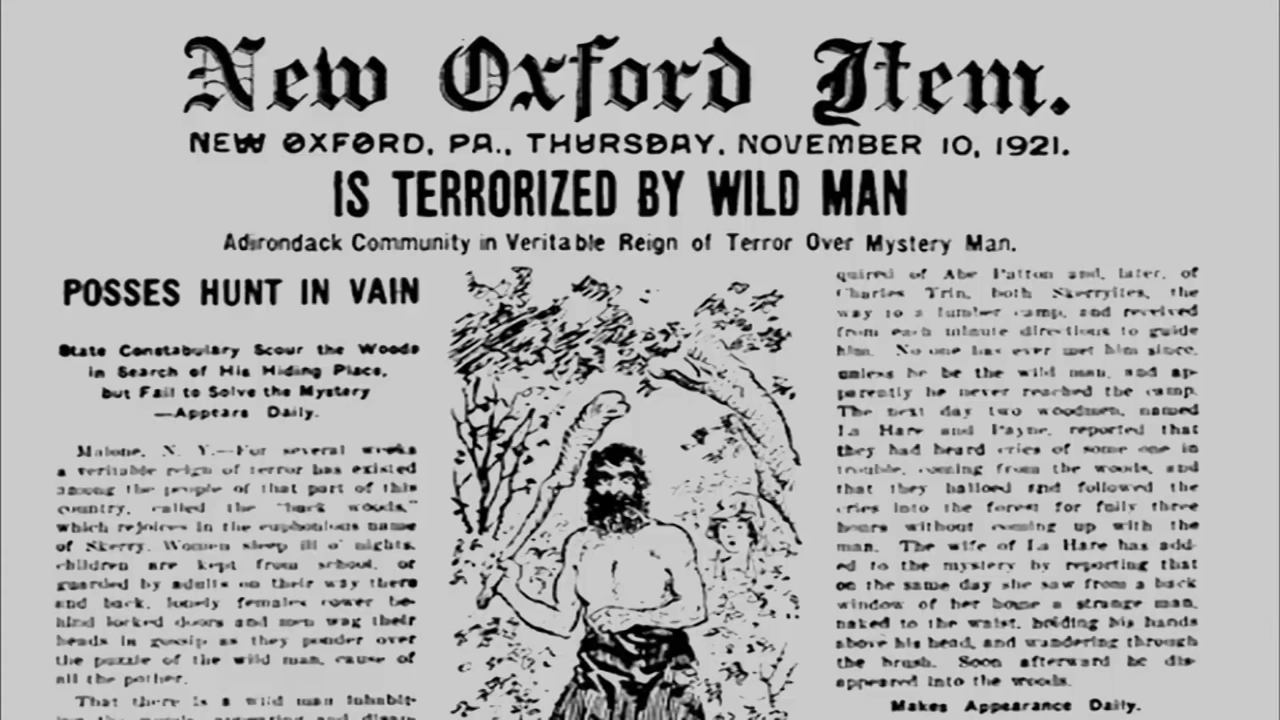 New Oxford Item.
NEW OXFORD, PA., THURSDAY, NOVEMBER 10, 1921.
IS TERRORIZED BY WILD MAN
Adirondack Community in Veritable Reign of Terror Over Mystery Man.
POSSES HUNT IN VAIN
State Constabulary Scour the Woods
in Search of His Hiding Place,
but Fail to Solve the Mystery
—Appears Daily.
Malone, N. Y.—For several weeks
a veritable reign of terror has existed
among the people of that part of this
country, called the "back woods,"
which rejoices in the euphonious name
of Skerry. Women sleep ill o' nights,
children are kept from school, or
guarded by adults on their way there
and back, lonely females cower be-
hind locked doors and men wag their
heads in gossip as they ponder over
the puzzle of the wild man, cause of
all the pother.
That there is a wild man inhabit-
quired of Abe Patton and, later, of
Charles Trin, both Skerryites, the
way to a lumber camp, and received
from each minute directions to guide
him. No one has ever met him since,
unless he be the wild man, and ap-
parently he never reached the camp.
The next day two woodmen, named
La Hare and Payne, reported that
they had heard cries of some one in
trouble, coming from the woods, and
that they halloed and followed the
cries into the forest for fully three
hours without coming up with the
man. The wife of La Hare has add-
ed to the mystery by reporting that
on the same day she saw from a back
window of her home a strange man,
naked to the waist, holding his hands
above his head, and wandering through
the brush. Soon afterward he dis-
appeared into the woods.
Makes Appearance Daily.